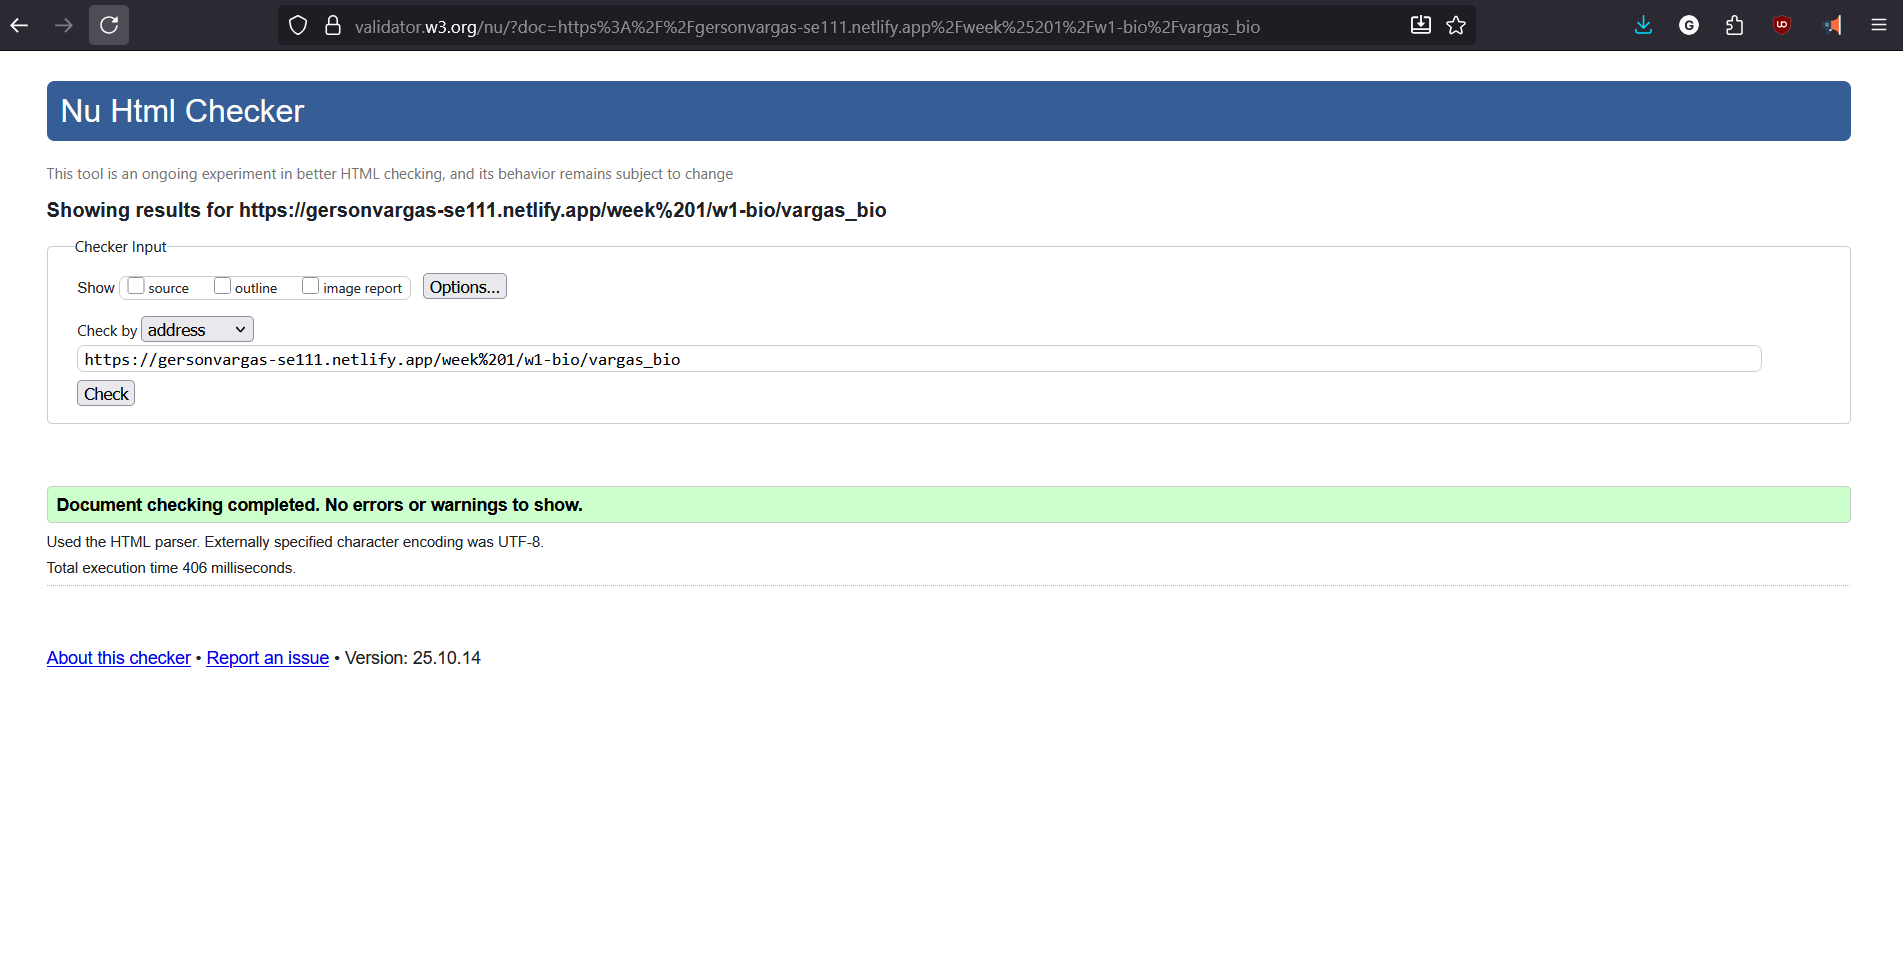 validator.w3.org/nu/?doc=https%3A%2F%2Fgersonvargas-se111.netlify.app%2Fweek%25201%2Fw1-bio%2Fvargas_bio
Nu Html Checker
This tool is an ongoing experiment in better HTML checking, and its behavior remains subject to change
Showing results for https://gersonvargas-se111.netlify.app/week%201/w1-bio/vargas_bio
Checker Input
Show source outline image report Options...
Check by address
https://gersonvargas-se111.netlify.app/week%201/w1-bio/vargas_bio
Check
Document checking completed. No errors or warnings to show.
Used the HTML parser. Externally specified character encoding was UTF-8.
Total execution time 406 milliseconds.
About this checker • Report an issue • Version: 25.10.14